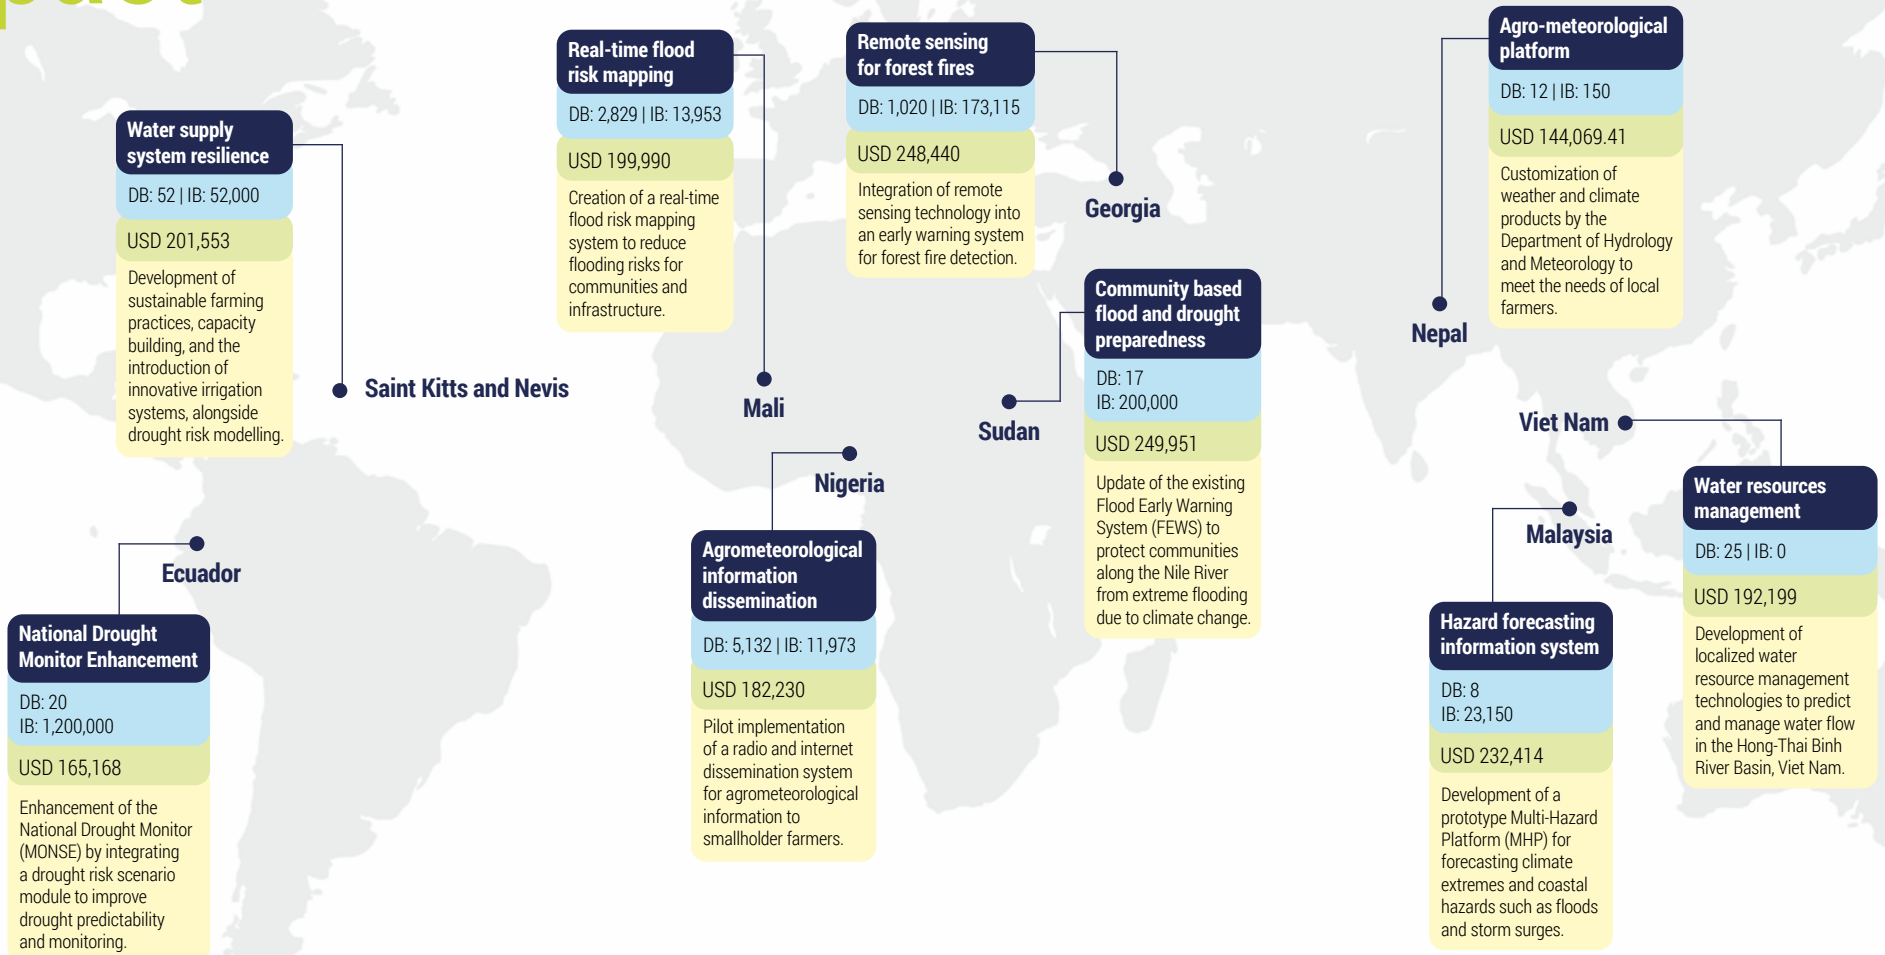 Water supply
system resilience
DB: 52 | IB: 52,000
USD 201,553
Development of
sustainable farming
practices, capacity
building, and the
introduction of
innovative irrigation
systems, alongside
drought risk modelling.
Saint Kitts and Nevis
Ecuador
National Drought
Monitor Enhancement
DB: 20
IB: 1,200,000
USD 165,168
Enhancement of the
National Drought Monitor
(MONSE) by integrating
a drought risk scenario
module to improve
drought predictability
and monitoring.
Real-time flood
risk mapping
DB: 2,829 | IB: 13,953
USD 199,990
Creation of a real-time
flood risk mapping
system to reduce
flooding risks for
communities and
infrastructure.
Mali
Nigeria
Agrometeorological
information
dissemination
DB: 5,132 | IB: 11,973
USD 182,230
Pilot implementation
of a radio and internet
dissemination system
for agrometeorological
information to
smallholder farmers.
Remote sensing
for forest fires
DB: 1,020 | IB: 173,115
USD 248,440
Integration of remote
sensing technology into
an early warning system
for forest fire detection.
Georgia
Community based
flood and drought
preparedness
DB: 17
IB: 200,000
USD 249,951
Update of the existing
Flood Early Warning
System (FEWS) to
protect communities
along the Nile River
from extreme flooding
due to climate change.
Sudan
Agro-meteorological
platform
DB: 12 | IB: 150
USD 144,069.41
Customization of
weather and climate
products by the
Department of Hydrology
and Meteorology to
meet the needs of local
farmers.
Nepal
Viet Nam
Water resources
management
DB: 25 | IB: 0
USD 192,199
Development of
localized water
resource management
technologies to predict
and manage water flow
in the Hong-Thai Binh
River Basin, Viet Nam.
Malaysia
Hazard forecasting
information system
DB: 8
IB: 23,150
USD 232,414
Development of a
prototype Multi-Hazard
Platform (MHP) for
forecasting climate
extremes and coastal
hazards such as floods
and storm surges.